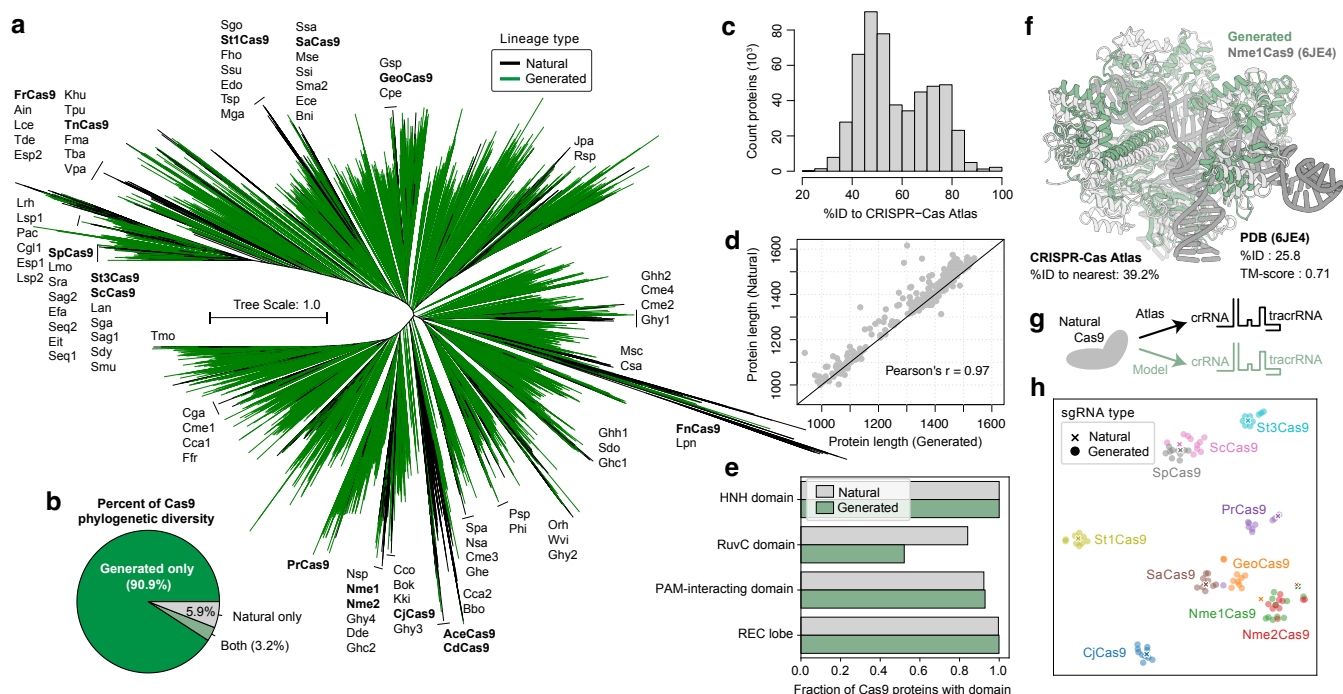 a
Lineage type
Natural
Generated
Sgo
St1Cas9
Fho
Ssu
Edo
Tsp
Mga
Ssa
SaCas9
Mse
Ssi
Sma2
Ece
Bni
Gsp
GeoCas9
Cpe
FrCas9
Ain
Lce
Tde
Esp2
Khu
Tpu
TnCas9
Fma
Tba
Vpa
Jpa
Rsp
Lrh
Lsp1
Pac
Cgl1
Esp1
Lsp2
SpCas9
Lmo
Sra
Sag2
Efa
Seq2
Eit
Seq1
St3Cas9
ScCas9
Lan
Sga
Sag1
Sdy
Smu
Tree Scale: 1.0
Tmo
Ghh2
Cme4
Cme2
Ghy1
Msc
Csa
FnCas9
Lpn
Cga
Cme1
Cca1
Ffr
Ghh1
Sdo
Ghc1
Orh
Wvi
Ghy2
Psp
Phi
Spa
Nsa
Cme3
Ghe
Cca2
Bbo
AceCas9
CdCas9
Cco
Bok
Kki
CjCas9
Ghy3
Nsp
Nme1
Nme2
Ghy4
Dde
Ghc2
PrCas9
b
Percent of Cas9
phylogenetic diversity
Generated only
(90.9%)
5.9%
Natural only
Both (3.2%)
c
Count proteins (10³)
0
20
40
60
80
20
40
60
80
100
%ID to CRISPR−Cas Atlas
d
Protein length (Natural)
1000
1100
1300
1400
1600
Pearson's r = 0.97
1000
1200
1400
1600
Protein length (Generated)
e
Natural
Generated
HNH domain
RuvC domain
PAM-interacting domain
REC lobe
0.0
0.2
0.4
0.6
0.8
1.0
Fraction of Cas9 proteins with domain
f
Generated
Nme1Cas9 (6JE4)
CRISPR-Cas Atlas
%ID to nearest: 39.2%
PDB (6JE4)
%ID : 25.8
TM-score : 0.71
g
Natural
Cas9
Atlas
crRNA
tracrRNA
Model
crRNA
tracrRNA
h
sgRNA type
Natural
Generated
St3Cas9
ScCas9
SpCas9
PrCas9
St1Cas9
SaCas9
GeoCas9
Nme1Cas9
Nme2Cas9
CjCas9